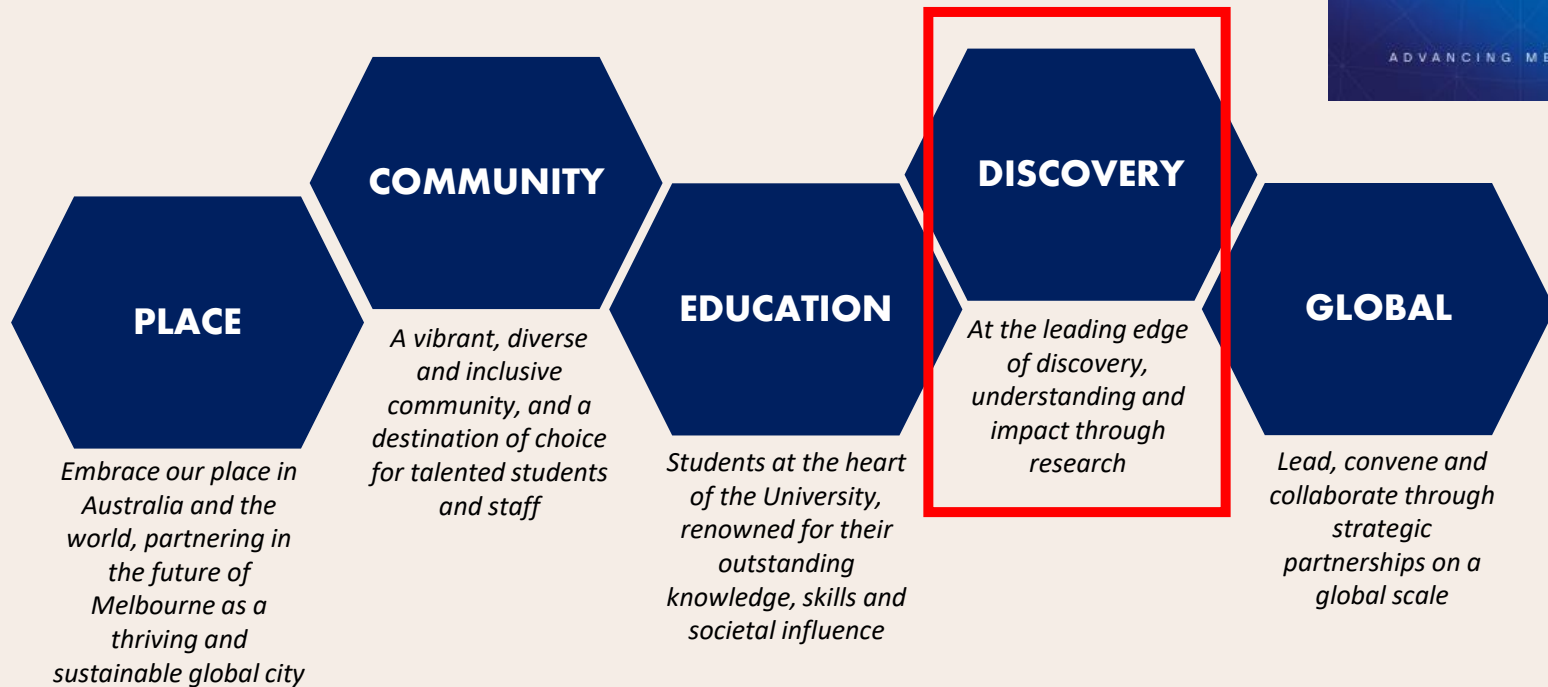 ADVANCING
PLACE
Embrace our place in
Australia and the
world, partnering in
the future of
Melbourne as a
thriving and
sustainable global city
COMMUNITY
A vibrant, diverse
and inclusive
community, and a
destination of choice
for talented students
and staff
EDUCATION
Students at the heart
of the University,
renowned for their
outstanding
knowledge, skills and
societal influence
DISCOVERY
At the leading edge
of discovery,
understanding and
impact through
research
GLOBAL
Lead, convene and
collaborate through
strategic
partnerships on a
global scale